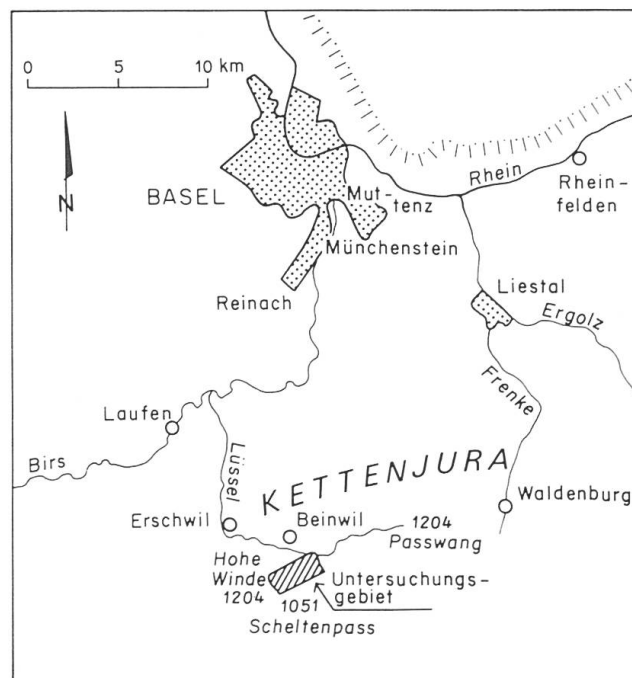 0 5 10 km
N
BASEL
Mut-
tenz
Rhein
Rhein-
felden
Münchenstein
Reinach
Liestal
Ergolz
Frenke
Laufen
Birs
Lüssel
KETTENJURA
Waldenburg
Erschwil
Beinwil
1204
Passwang
Hohe
Winde
1204
Untersuchungs-
gebiet
1051
Scheltenpass